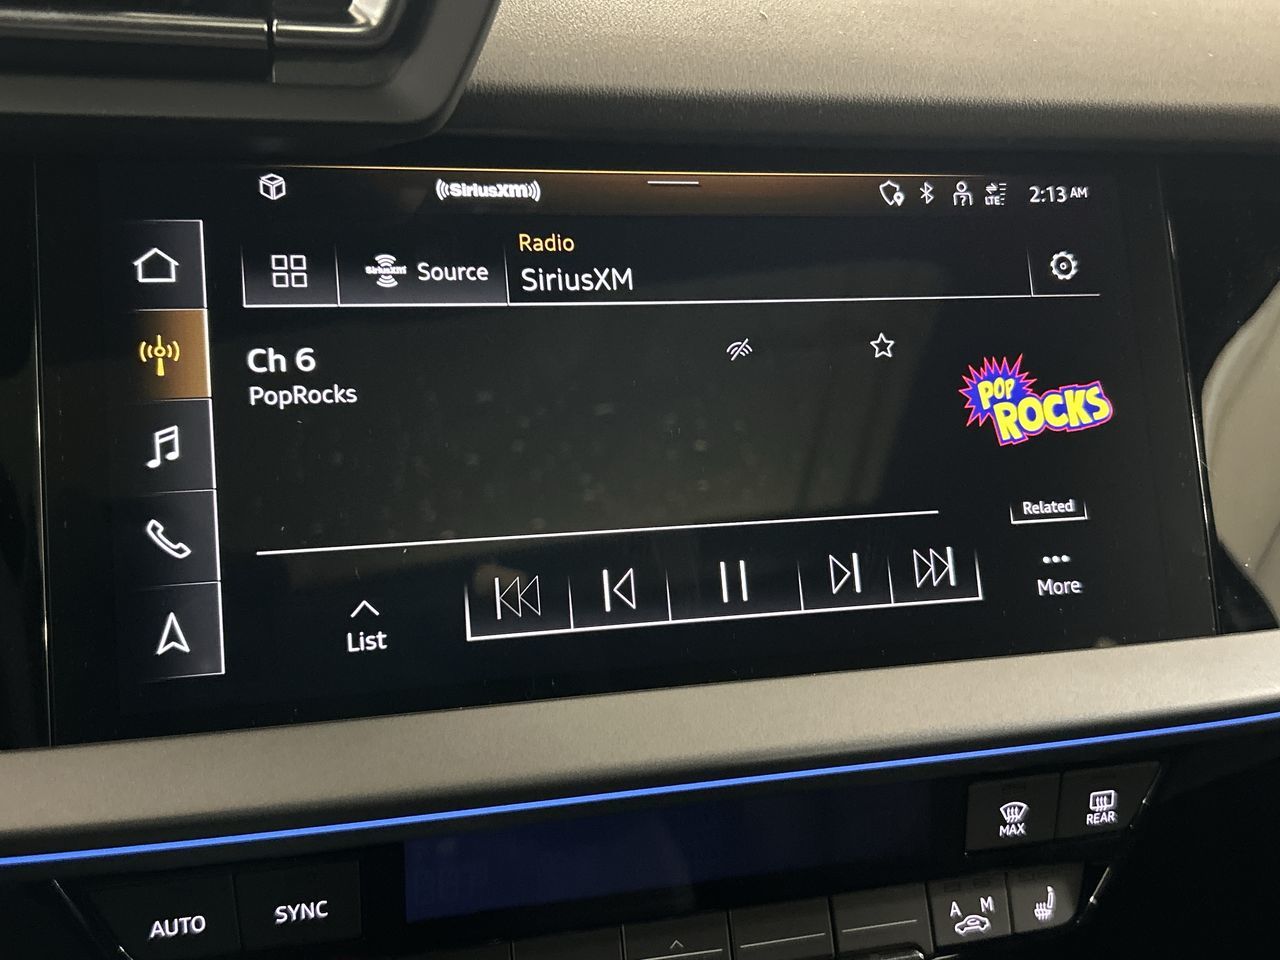 ((SiriusXM))
LTE
2:13 AM
SiriusXM
Source
Radio
SiriusXM
Ch 6
PopRocks
POP
ROCKS
Related
More
List
MAX
REAR
AUTO
SYNC
A M